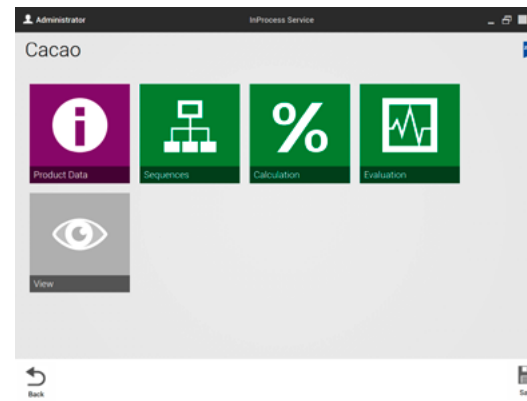 Administrator
InProcess Service
Cacao
Product Data
Sequences
Calculation
Evaluation
View
Back